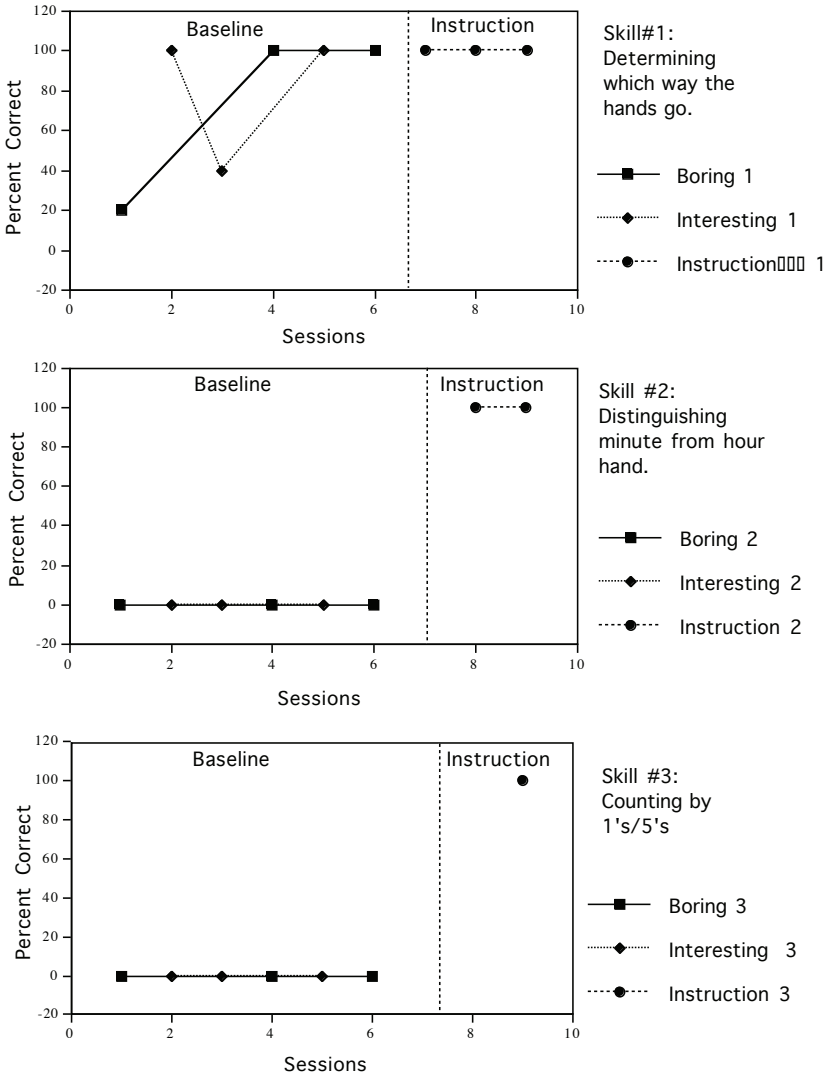 120
100
80
60
40
20
0
-20
Percent Correct
Baseline
Instruction
0
2
4
6
8
10
Sessions
Skill#1:
Determining
which way the
hands go.
Boring 1
Interesting 1
Instruction▯▯▯ 1
120
100
80
60
40
20
0
-20
Percent Correct
Baseline
Instruction
0
2
4
6
8
10
Sessions
Skill #2:
Distinguishing
minute from hour
hand.
Boring 2
Interesting 2
Instruction 2
120
100
80
60
40
20
0
-20
Percent Correct
Baseline
Instruction
0
2
4
6
8
10
Sessions
Skill #3:
Counting by
1's/5's
Boring 3
Interesting 3
Instruction 3